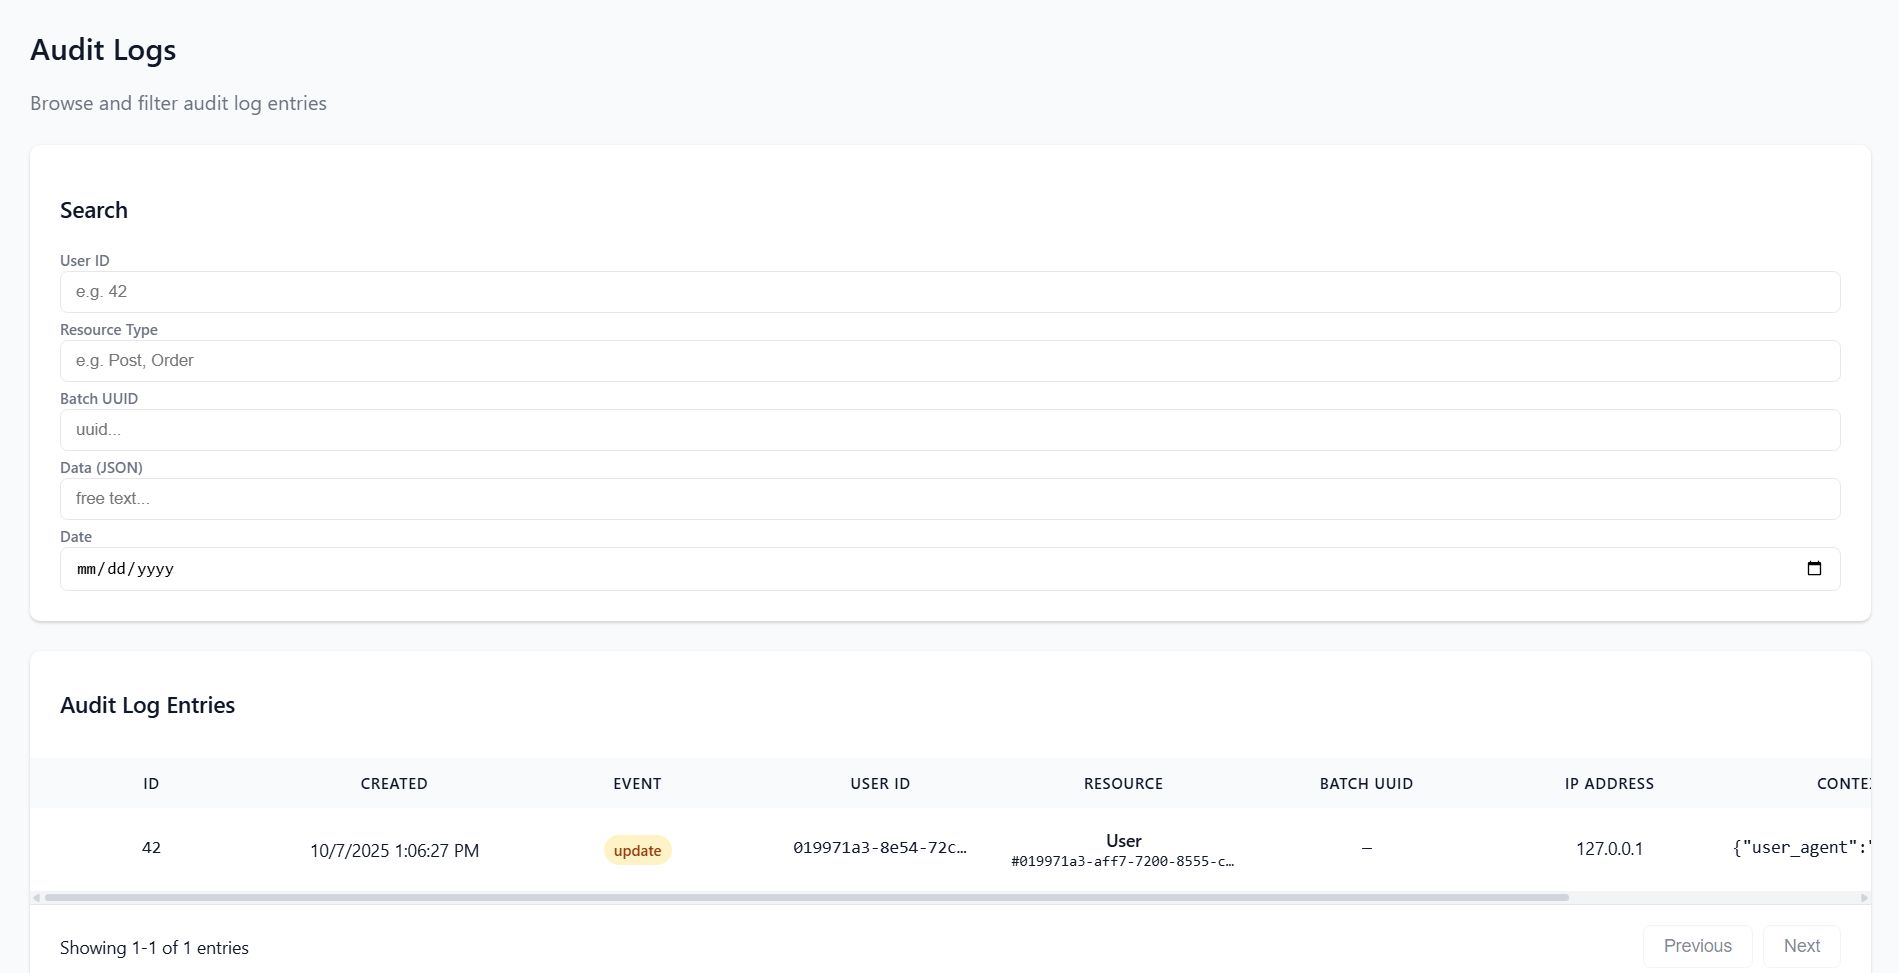 Audit Logs
Browse and filter audit log entries
Search
User ID
e.g. 42
Resource Type
e.g. Post, Order
Batch UUID
uuid...
Data (JSON)
free text...
Date
mm/dd/yyyy
Audit Log Entries
ID CREATED EVENT USER ID RESOURCE BATCH UUID IP ADDRESS CONTE
42 10/7/2025 1:06:27 PM update 019971a3-8e54-72c… User – 127.0.0.1 {"user_agent":"
#019971a3-aff7-7200-8555-c…
Showing 1-1 of 1 entries Previous Next